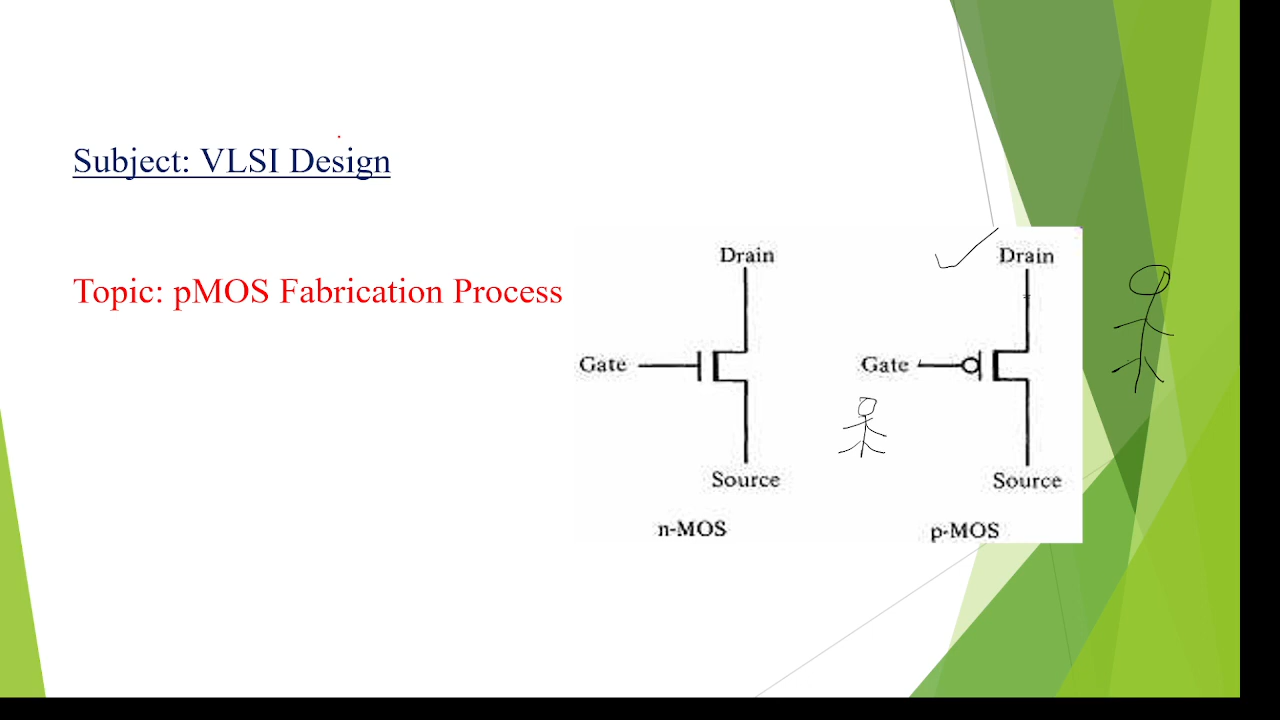 Subject: VLSI Design
Topic: pMOS Fabrication Process
Drain
Gate
Source
n-MOS
Drain
Gate
Source
p-MOS